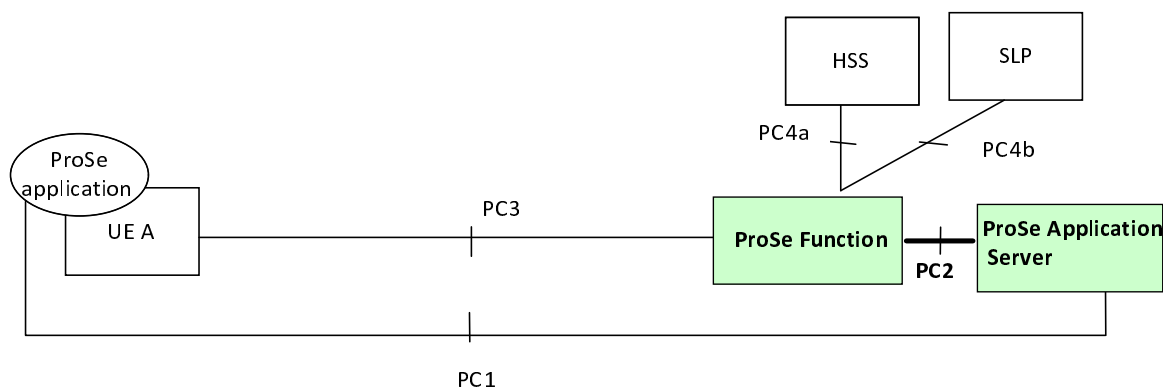 HSS
SLP
PC4a
PC4b
ProSe
application
UE A
PC3
ProSe Function
PC2
ProSe Application
Server
PC1